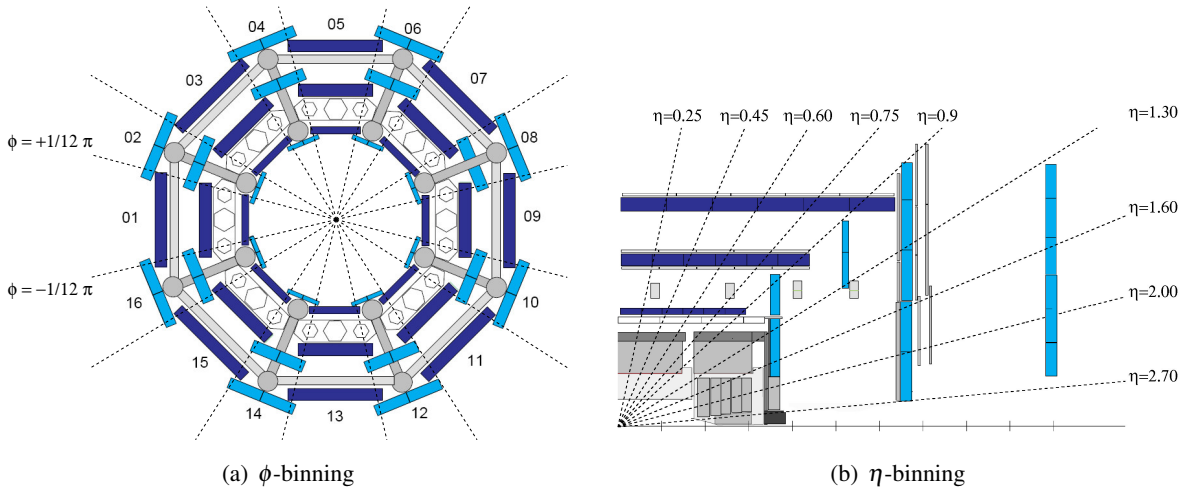 04 05 06
03 07
02 08
ϕ = +1/12 π
01 09
ϕ = −1/12 π
16 10
15 11
14 13 12
(a) ϕ-binning
η=0.25 η=0.45 η=0.60 η=0.75 η=0.9 η=1.30
η=1.60
η=2.00
η=2.70
(b) η-binning